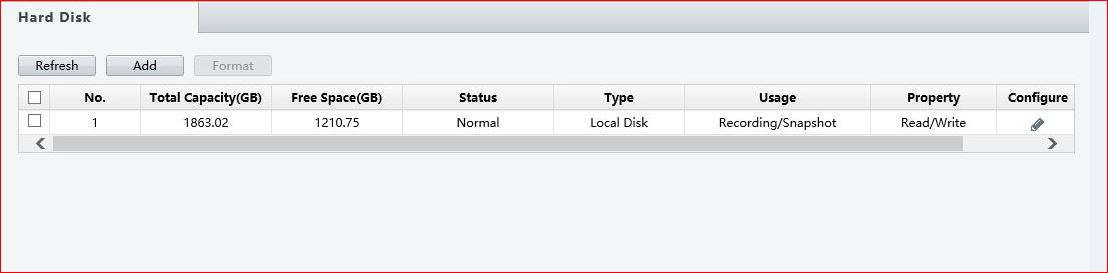 Hard Disk
Refresh Add Format
No. Total Capacity(GB) Free Space(GB) Status Type Usage Property Configure
1 1863.02 1210.75 Normal Local Disk Recording/Snapshot Read/Write